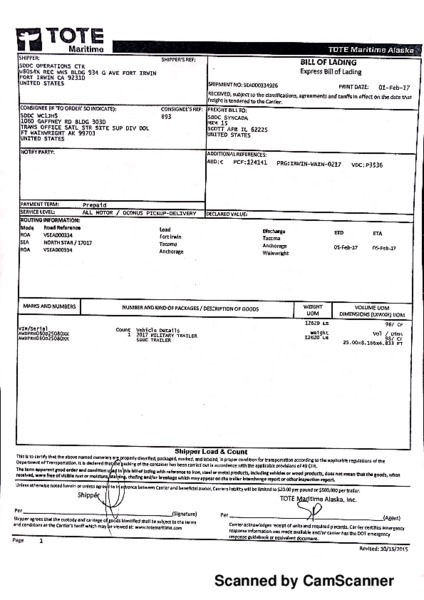 TOTE
Maritime
TOTE Maritime Alaska
SHIPPER:
SHIPPER'S REF:
SDDC OPERATIONS CTR
W80S4K REC WHS BLDG 934 G AVE FORT IRWIN
FORT IRWIN CA 92310
UNITED STATES
BILL OF LADING
Express Bill of Lading
SHIPMENT NO: SEA000334926
PRINT DATE: 01-Feb-17
RECEIVED, subject to the classifications, agreements and tariffs in effect on the date that freight is tendered to the Carrier.
CONSIGNEE (IF 'TO ORDER' SO INDICATE):
CONSIGNEE'S REF:
893
SDDC WC1JHS
1060 GAFFNEY RD BLDG 3030
TRANS OFFICE SATL STR SITE SUP DIV DOL
FT WAINWRIGHT AK 99703
UNITED STATES
FREIGHT BILL TO:
SDDC SYNCADA
MRM 15
SCOTT AFB IL 62225
UNITED STATES
NOTIFY PARTY:
ADDITIONAL REFERENCES:
ABD:C PCF:124141 PRG:IRWIN-WAIN-0217 VOC:P3536
PAYMENT TERM: Prepaid
SERVICE LEVEL: ALL MOTOR / OCONUS PICKUP-DELIVERY
DECLARED VALUE:
ROUTING INFORMATION:
Mode Road Reference Load Discharge ETD ETA
ROA VSEA000334 Fort Irwin Tacoma
SEA NORTH STAR / 17017 Tacoma Anchorage 05-Feb-17 05-Feb-17
ROA VSEA000334 Anchorage Wainwright
MARKS AND NUMBERS
NUMBER AND KIND OF PACKAGES / DESCRIPTION OF GOODS
WEIGHT UOM
VOLUME UOM
DIMENSIONS (LXWXH) UOM
12620 LB
98/ CF
VIN/Serial
Count Vehicle Details
1 2017 MILITARY TRAILER
SDDC TRAILER
Weight
12620 LB
Vol / Dims
98/ CF
25.00x8.166x6.833 FT
Shipper Load & Count
This is to certify that the above named materials are properly classified, packaged, marked, and labeled, in proper condition for transportation according to the applicable regulations of the
Department of Transportation. It is declared that the packing of the container has been carried out in accordance with the applicable provisions of 49 CFR.
The term apparent good order and condition used in this bill of lading with reference to iron, steel or metal products, including vehicles or wood products, does not mean that the goods, when
received, were free of visible rust or moisture, staining, chafing and/or breakage which may appear on the trailer interchange report or other inspection report.
Unless otherwise noted herein or unless agreed to in advance between Carrier and beneficial owner, Carriers liability will be limited to \$20.00 per pound or \$500,000 per trailer.
Shipper
TOTE Maritime Alaska, Inc.
Per (Signature)
Per (Agent)
Shipper agrees that the custody and carriage of goods identified shall be subject to the terms
and conditions at the Carrier's tariff which may be viewed at: www.totemaritime.com
Carrier acknowledges receipt of units and required placards. Carrier certifies emergency
response information was made available and/or carrier has the DOT emergency
response guidebook or equivalent document.
Page 1
Revised: 10/16/2015
Scanned by CamScanner